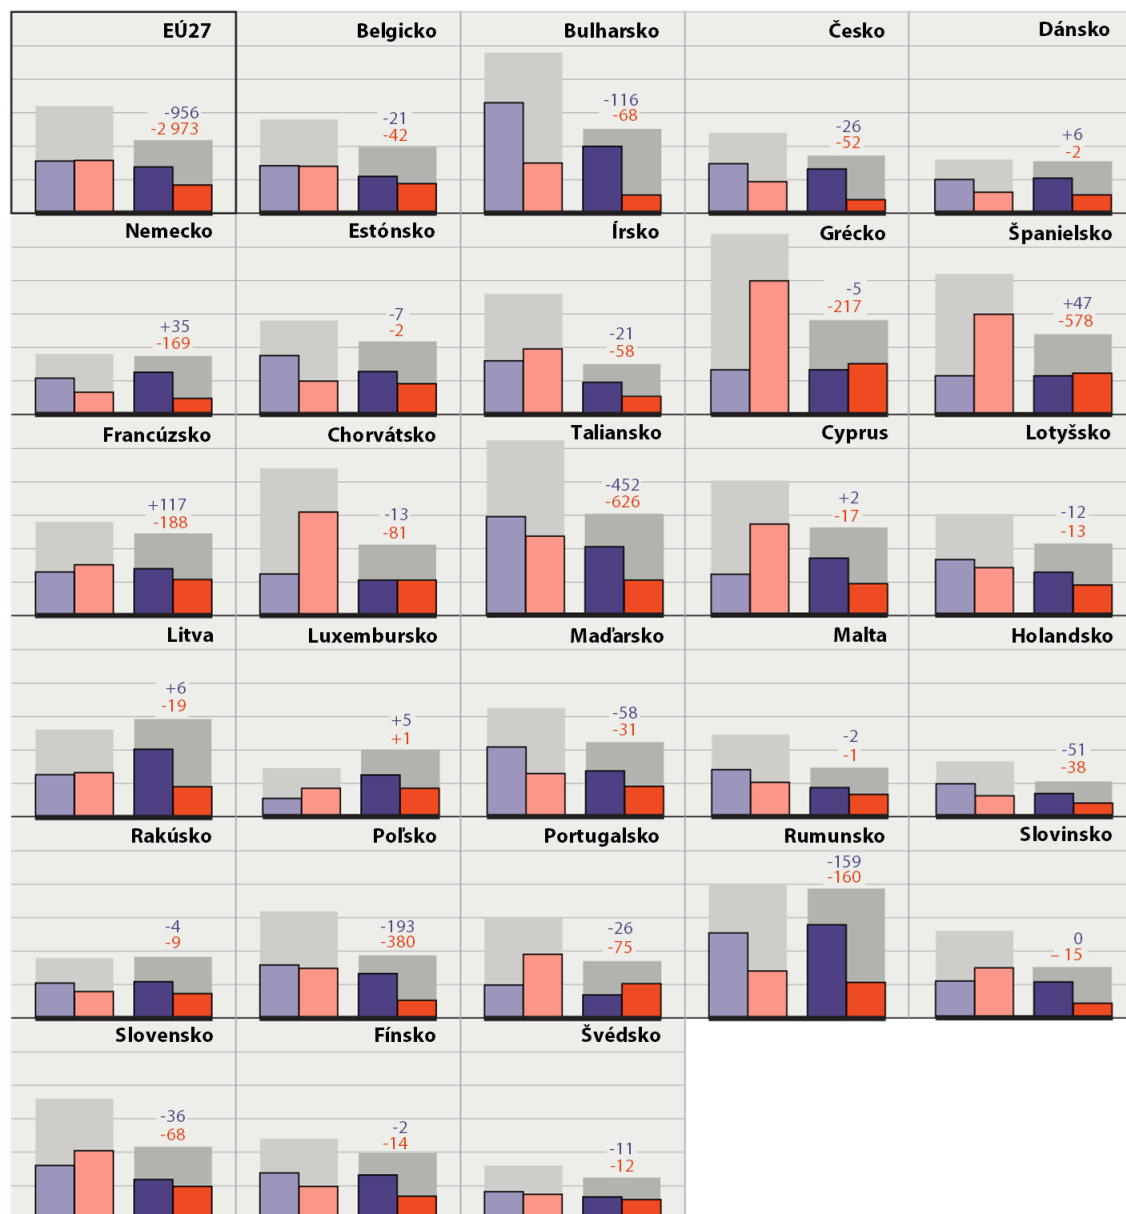 EÚ27
-956
-2 973
Belgicko
-21
-42
Bulharsko
-116
-68
Česko
-26
-52
Dánsko
+6
-2
Nemecko
+35
-169
Estónsko
-7
-2
Írsko
-21
-58
Grécko
-5
-217
Španielsko
+47
-578
Francúzsko
+117
-188
Chorvátsko
-13
-81
Taliansko
-452
-626
Cyprus
+2
-17
Lotyšsko
-12
-13
Litva
+6
-19
Luxembursko
+5
+1
Maďarsko
-58
-31
Malta
-2
-1
Holandsko
-51
-38
Rakúsko
-4
-9
Poľsko
-193
-380
Portugalsko
-26
-75
Rumunsko
-159
-160
Slovinsko
0
– 15
Slovensko
-36
-68
Fínsko
-2
-14
Švédsko
-11
-12